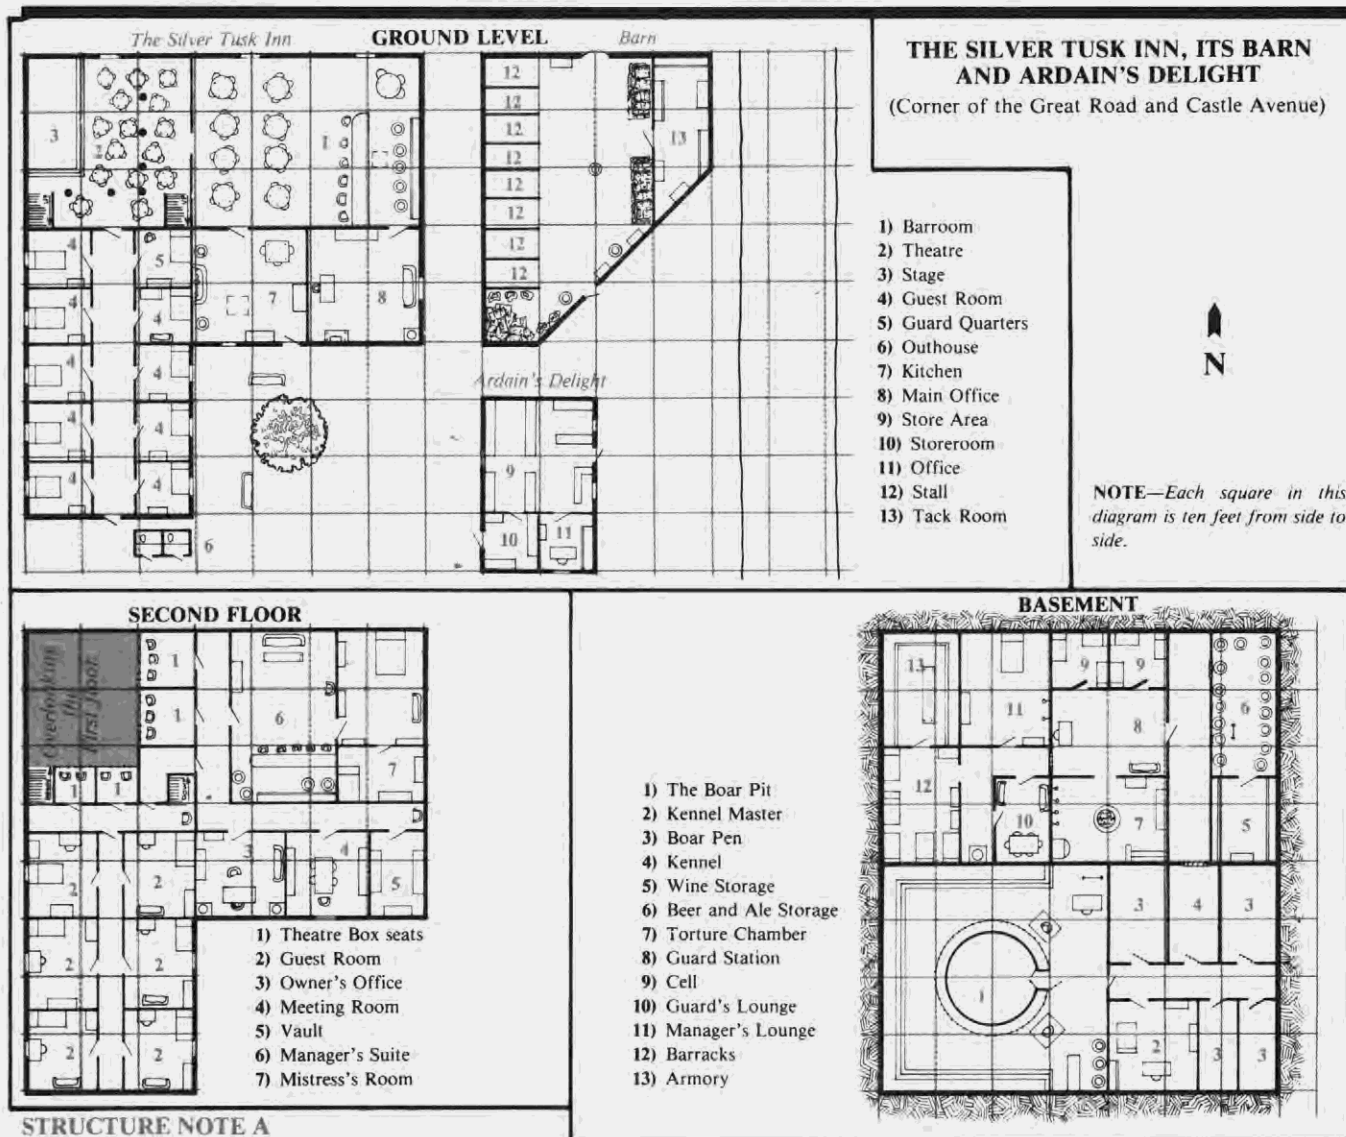 The Silver Tusk Inn
GROUND LEVEL
Barn
THE SILVER TUSK INN, ITS BARN
AND ARDAIN'S DELIGHT
(Corner of the Great Road and Castle Avenue)
12
12
12
12
12
12
12
12
13
3
2
1
4
5
4
4
4
4
4
4
4
7
8
6
Ardain's Delight
9
10
11
1) Barroom
2) Theatre
3) Stage
4) Guest Room
5) Guard Quarters
6) Outhouse
7) Kitchen
8) Main Office
9) Store Area
10) Storeroom
11) Office
12) Stall
13) Tack Room
N
NOTE—Each square in this
diagram is ten feet from side to
side.
SECOND FLOOR
Overlooking
the
First floor
1
1
1
1
6
7
2
2
3
4
5
2
2
2
2
1) Theatre Box seats
2) Guest Room
3) Owner's Office
4) Meeting Room
5) Vault
6) Manager's Suite
7) Mistress's Room
STRUCTURE NOTE A
BASEMENT
1) The Boar Pit
2) Kennel Master
3) Boar Pen
4) Kennel
5) Wine Storage
6) Beer and Ale Storage
7) Torture Chamber
8) Guard Station
9) Cell
10) Guard's Lounge
11) Manager's Lounge
12) Barracks
13) Armory
13
11
9
9
8
6
12
10
7
5
3
4
3
1
2
3
3